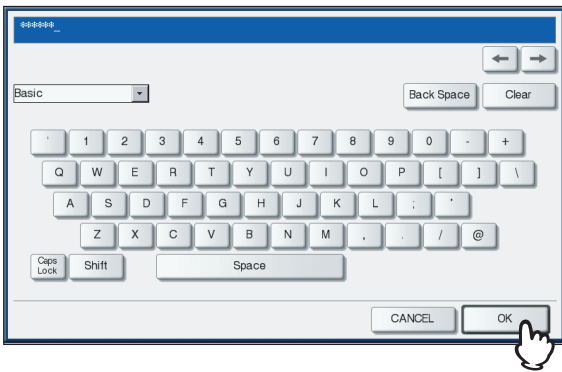 ******_
Basic
Back Space Clear
' 1 2 3 4 5 6 7 8 9 0 - +
Q W E R T Y U I O P [ ] \
A S D F G H J K L ; '
Z X C V B N M , . / @
Caps Lock Shift Space
CANCEL OK